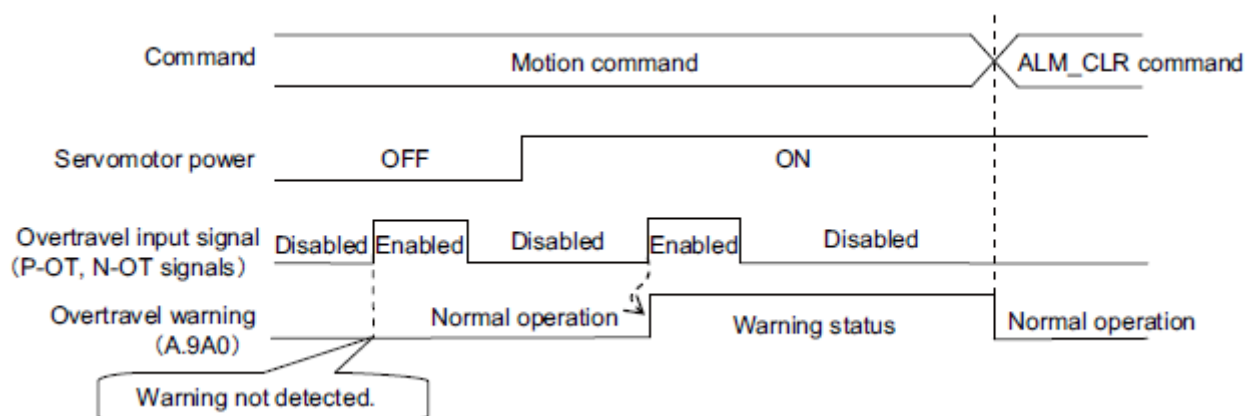 Command
Motion command
ALM_CLR command
Servomotor power
OFF
ON
Overtravel input signal
(P-OT, N-OT signals)
Disabled
Enabled
Disabled
Enabled
Disabled
Overtravel warning
(A.9A0)
Normal operation
Warning status
Normal operation
Warning not detected.